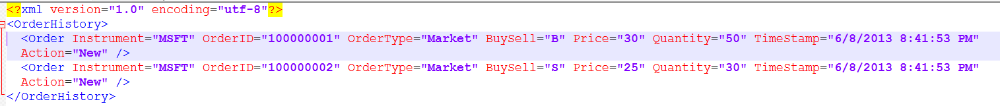 <?xml version="1.0" encoding="utf-8"?>
<OrderHistory>
<Order Instrument="MSFT" OrderID="100000001" OrderType="Market" BuySell="B" Price="30" Quantity="50" TimeStamp="6/8/2013 8:41:53 PM"
Action="New" />
<Order Instrument="MSFT" OrderID="100000002" OrderType="Market" BuySell="S" Price="25" Quantity="30" TimeStamp="6/8/2013 8:41:53 PM"
Action="New" />
</OrderHistory>